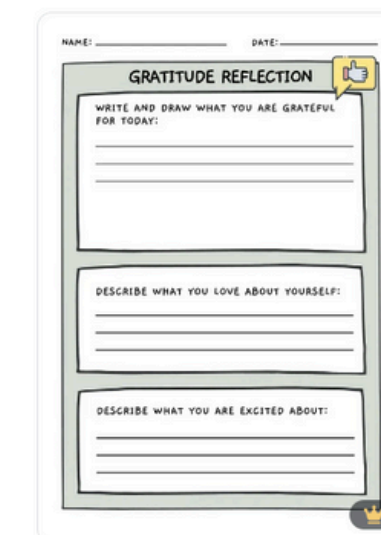 NAME: DATE:
GRATITUDE REFLECTION
WRITE AND DRAW WHAT YOU ARE GRATEFUL
FOR TODAY:
DESCRIBE WHAT YOU LOVE ABOUT YOURSELF:
DESCRIBE WHAT YOU ARE EXCITED ABOUT: